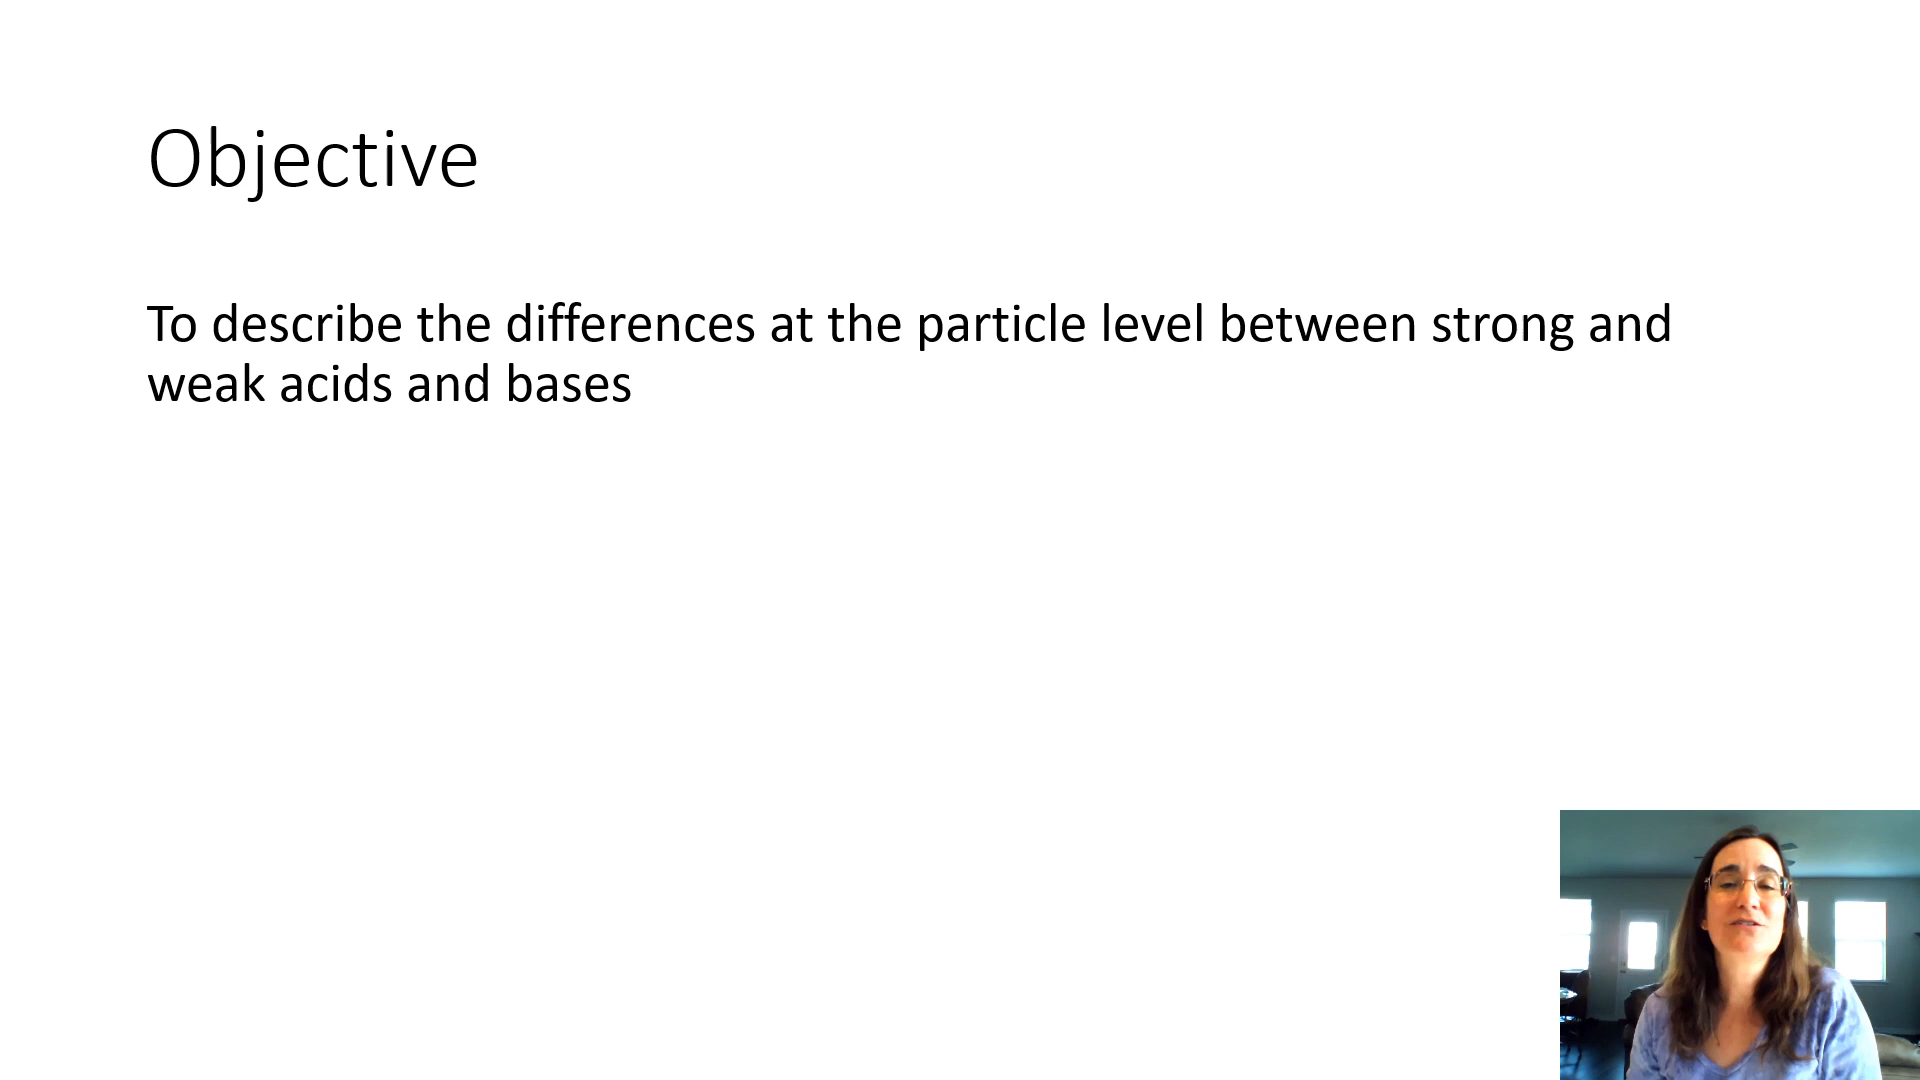 Objective
To describe the differences at the particle level between strong and
weak acids and bases